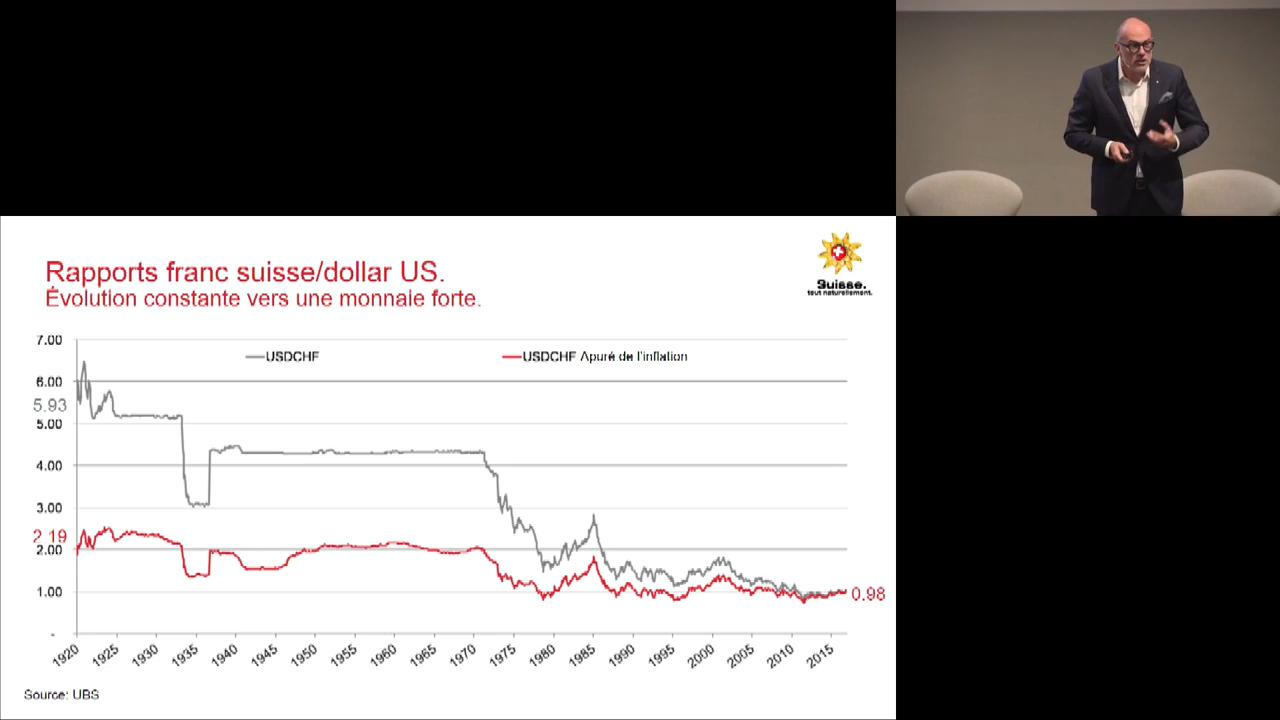 Rapports franc suisse/dollar US.
Évolution constante vers une monnaie forte.
Suisse.
tout naturellement.
USDCHF
USDCHF Apuré de l'inflation
7.00
6.00
5.93
5.00
4.00
3.00
2.19
2.00
1.00
-
0.98
1920 1925 1930 1935 1940 1945 1950 1955 1960 1965 1970 1975 1980 1985 1990 1995 2000 2005 2010 2015
Source: UBS